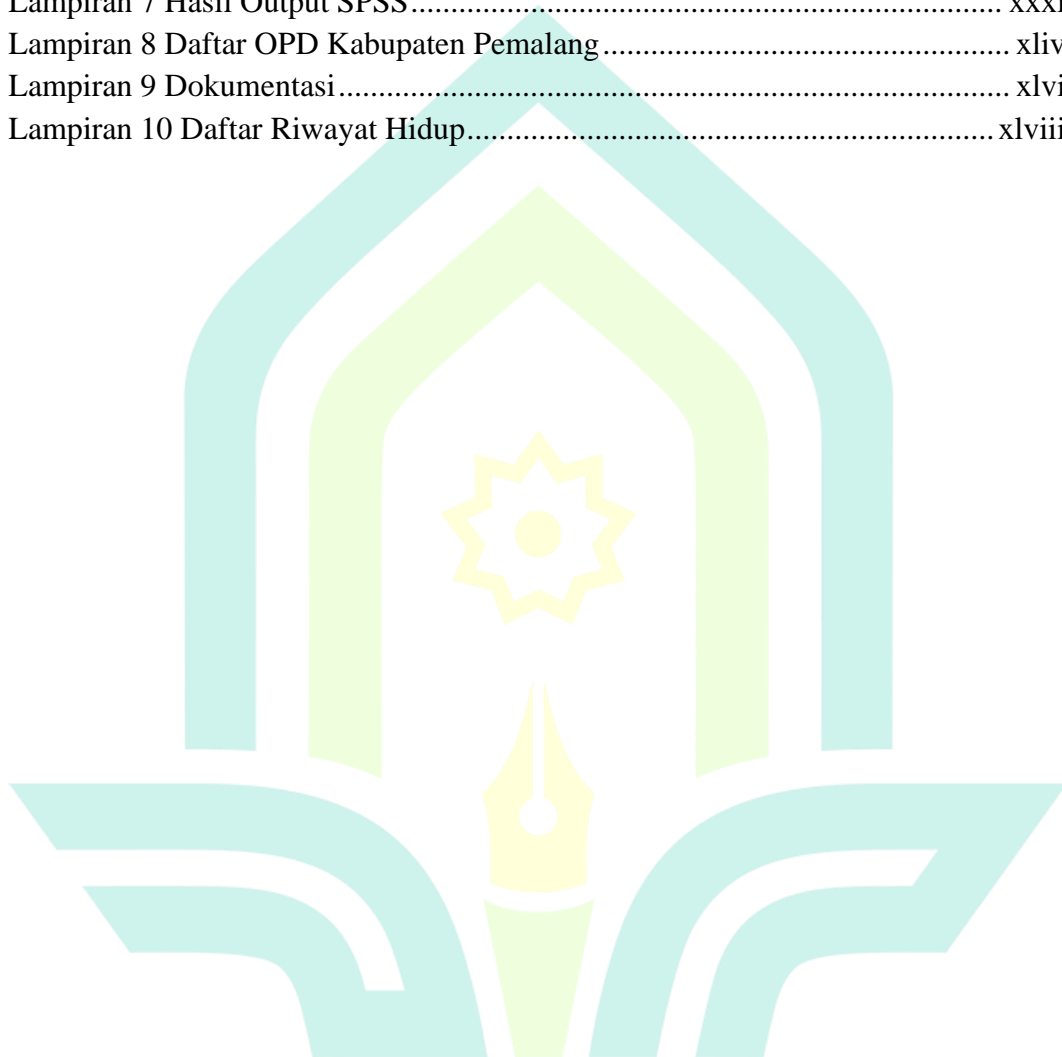 Lampiran 7 Hasil Output SPSS
Lampiran 8 Daftar OPD Kabupaten Pemalang.................................................. xliv
Lampiran 9 Dokumentasi................................................................................... xlvi
Lampiran 10 Daftar Riwayat Hidup................................................................. xlviii